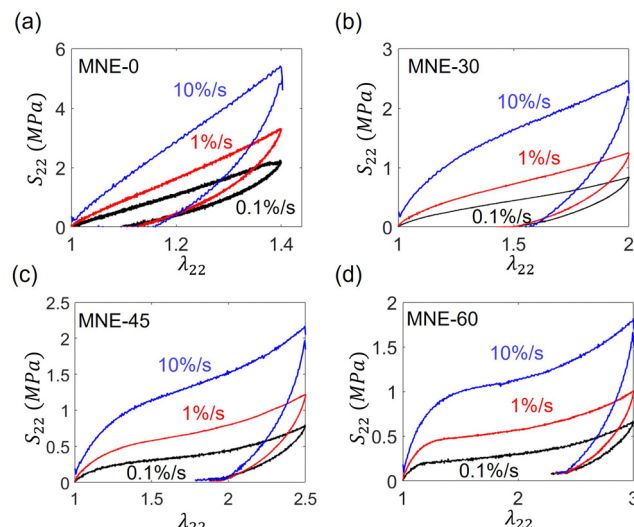 (a)
MNE-0
10%/s
1%/s
0.1%/s
S22 (MPa)
6
4
2
0
1
1.2
1.4
λ22
(b)
MNE-30
10%/s
1%/s
0.1%/s
S22 (MPa)
3
2
1
0
1
1.5
2
λ22
(c)
MNE-45
10%/s
1%/s
0.1%/s
S22 (MPa)
2.5
2
1.5
1
0.5
0
1
1.5
2
2.5
λ22
(d)
MNE-60
10%/s
1%/s
0.1%/s
S22 (MPa)
2
1.5
1
0.5
0
1
2
3
λ22